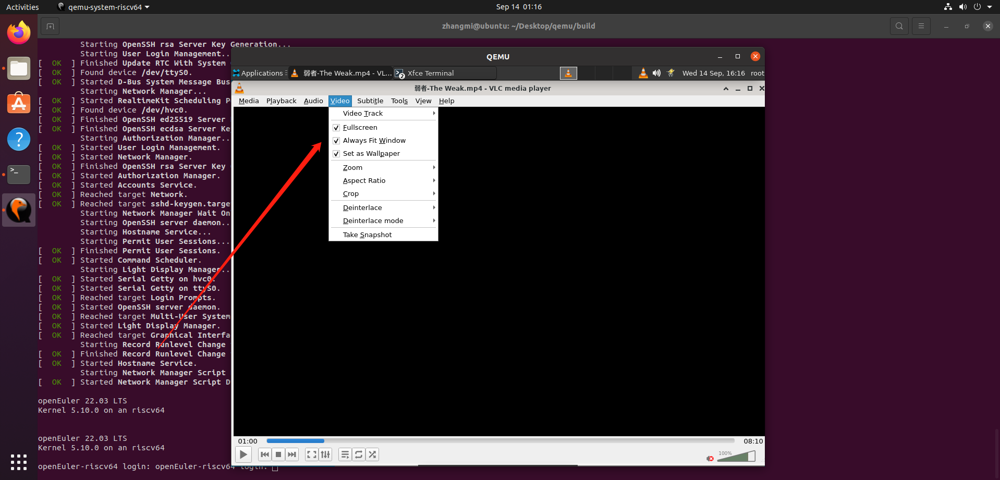 Activities
qemu-system-riscv64
Sep 14 01:16
zhangmi@ubuntu: ~/Desktop/qemu/build
Starting OpenSSH rsa Server Key Generation...
Starting User Login Management..
[ OK ] Finished Update RTC With System
[ OK ] Found device /dev/ttyS0.
[ OK ] Started D-Bus System Message Bus
Starting Network Manager...
[ OK ] Started RealtimeKit Scheduling Po
[ OK ] Found device /dev/hvc0.
[ OK ] Finished OpenSSH ed25519 Server
[ OK ] Finished OpenSSH ecdsa Server Ke
Starting Authorization Manager..
[ OK ] Started User Login Management.
[ OK ] Started Network Manager.
[ OK ] Finished OpenSSH rsa Server Key
[ OK ] Started Authorization Manager.
[ OK ] Started Accounts Service.
[ OK ] Reached target Network.
[ OK ] Reached target sshd-keygen.targe
Starting Network Manager Wait On
Starting OpenSSH server daemon..
Starting Hostname Service...
Starting Permit User Sessions...
[ OK ] Finished Permit User Sessions.
[ OK ] Started Command Scheduler.
Starting Light Display Manager..
[ OK ] Started Serial Getty on hvc0.
[ OK ] Started Serial Getty on ttyS0.
[ OK ] Reached target Login Prompts.
[ OK ] Started OpenSSH server daemon.
[ OK ] Reached target Multi-User System
[ OK ] Started Light Display Manager.
[ OK ] Reached target Graphical Interfa
Starting Record Runlevel Change
[ OK ] Finished Record Runlevel Change
[ OK ] Started Hostname Service.
Starting Network Manager Script
[ OK ] Started Network Manager Script D
openEuler 22.03 LTS
Kernel 5.10.0 on an riscv64
openEuler 22.03 LTS
Kernel 5.10.0 on an riscv64
openEuler-riscv64 login: openEuler-riscv64 login:
QEMU
Applications
弱者-The Weak.mp4 - VL...
2
Xfce Terminal
Wed 14 Sep, 16:16
root
弱者-The Weak.mp4 - VLC media player
Media Playback Audio Video Subtitle Tools View Help
Video Track
Fullscreen
Always Fit Window
Set as Wallpaper
Zoom
Aspect Ratio
Crop
Deinterlace
Deinterlace mode
Take Snapshot
01:00
08:10
100%